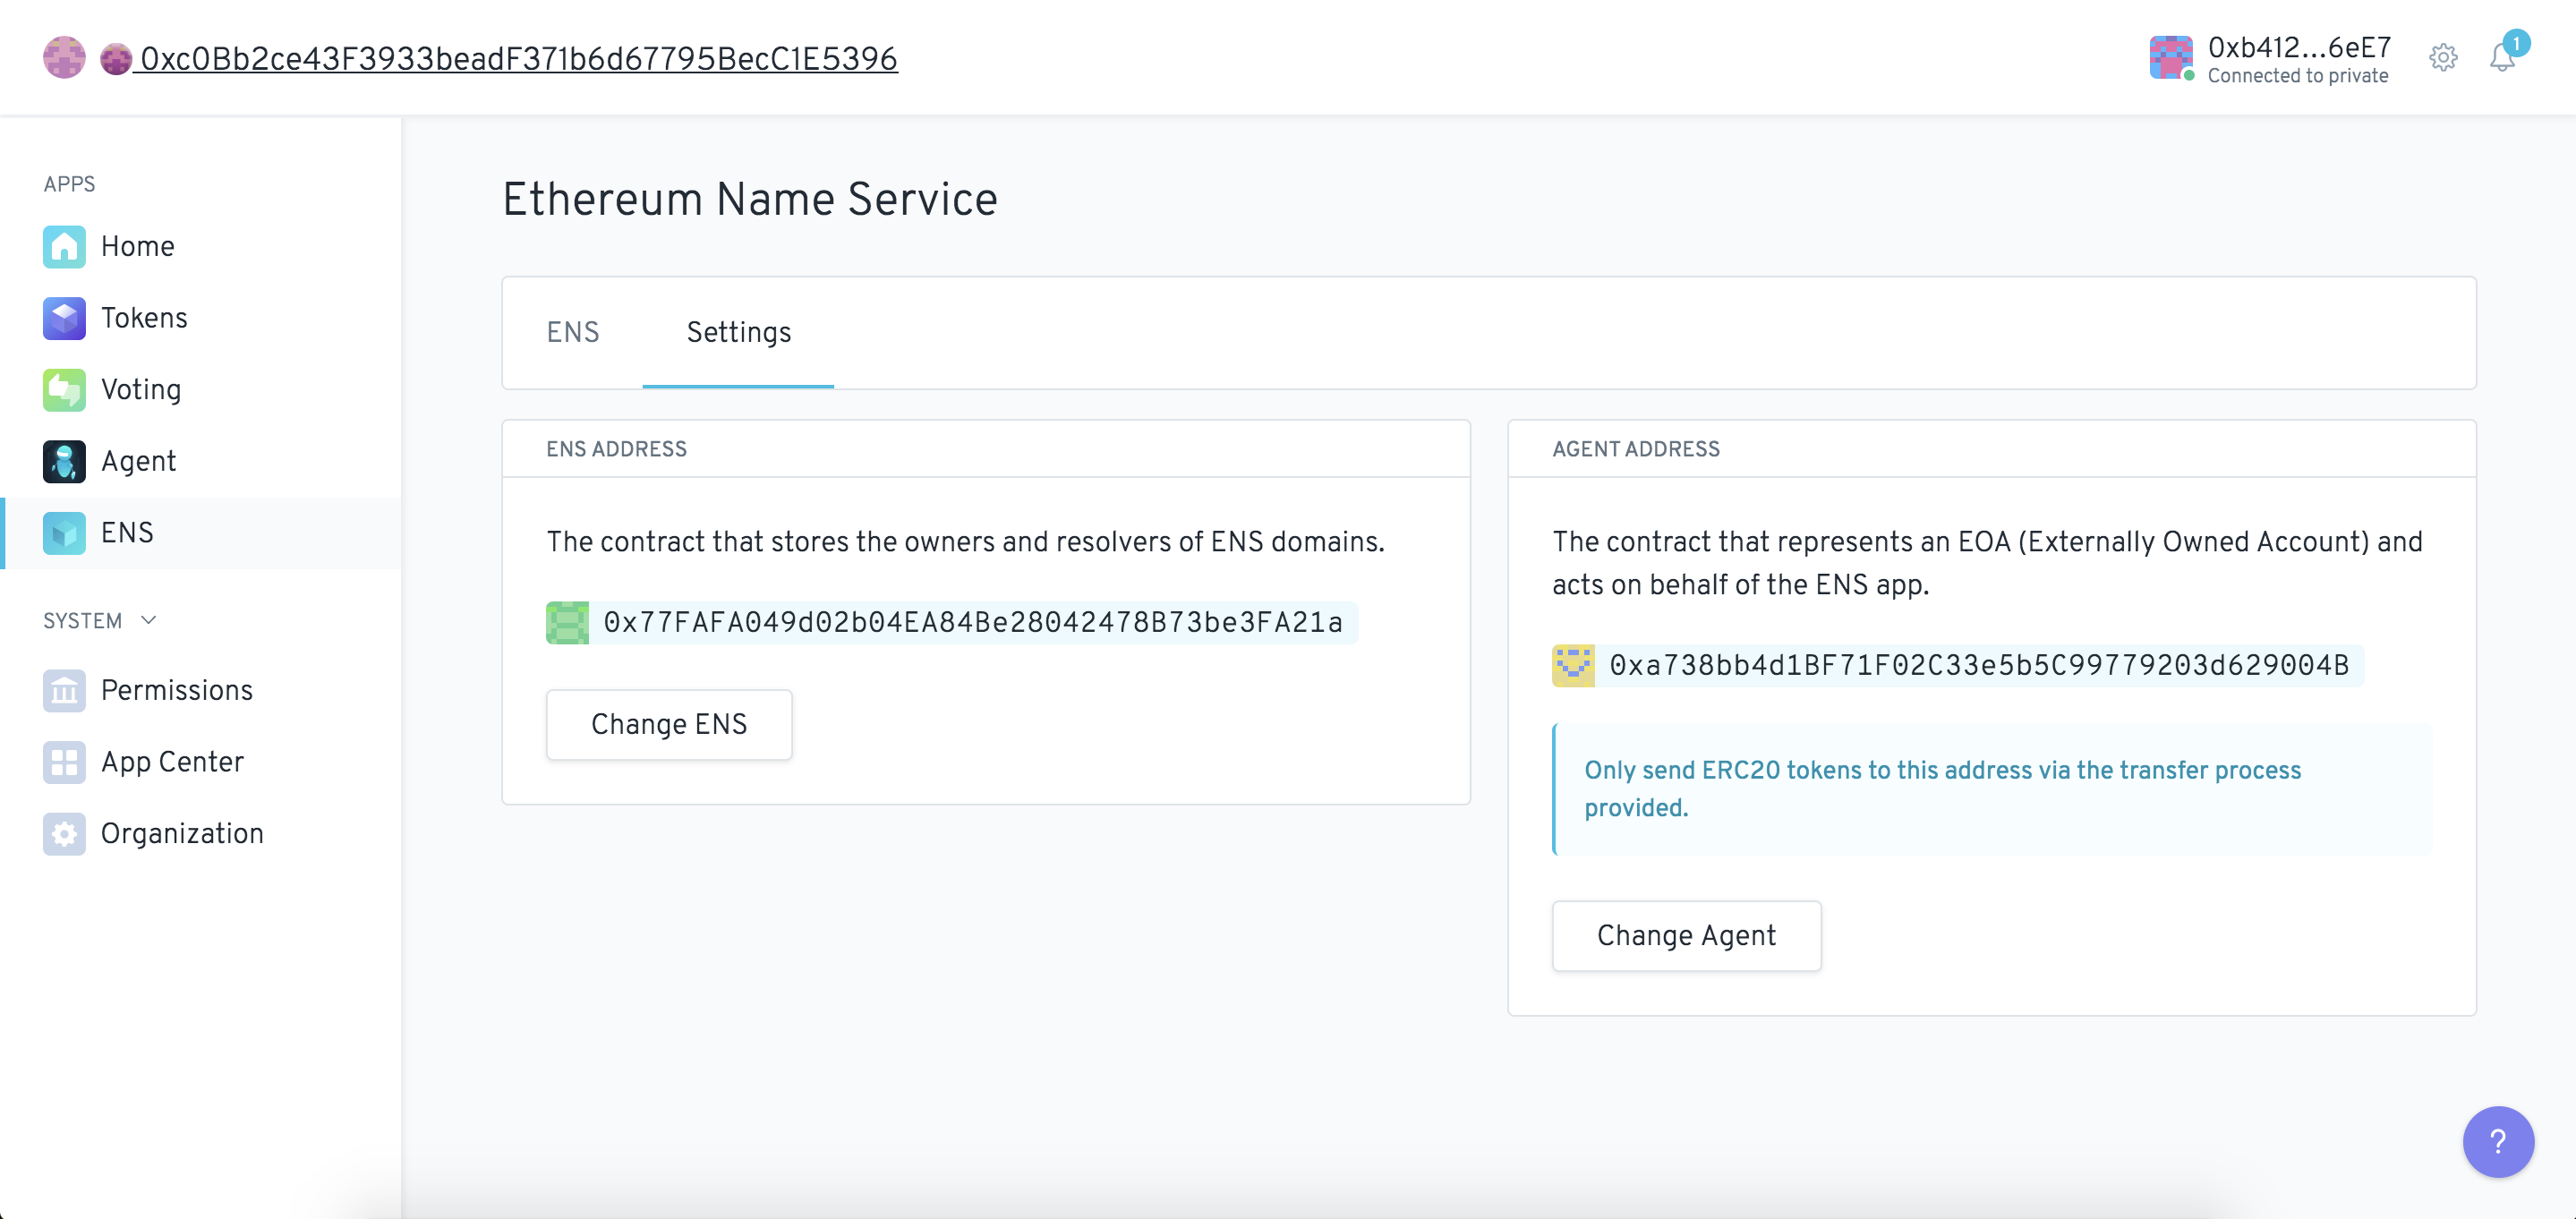 0xc0Bb2ce43F3933beadF371b6d67795BecC1E5396
0xb412...6eE7
Connected to private
1
APPS
Home
Tokens
Voting
Agent
ENS
SYSTEM
Permissions
App Center
Organization
Ethereum Name Service
ENS
Settings
ENS ADDRESS
The contract that stores the owners and resolvers of ENS domains.
0x77FAFA049d02b04EA84Be28042478B73be3FA21a
Change ENS
AGENT ADDRESS
The contract that represents an EOA (Externally Owned Account) and
acts on behalf of the ENS app.
0xa738bb4d1BF71F02C33e5b5C99779203d629004B
Only send ERC20 tokens to this address via the transfer process
provided.
Change Agent
?